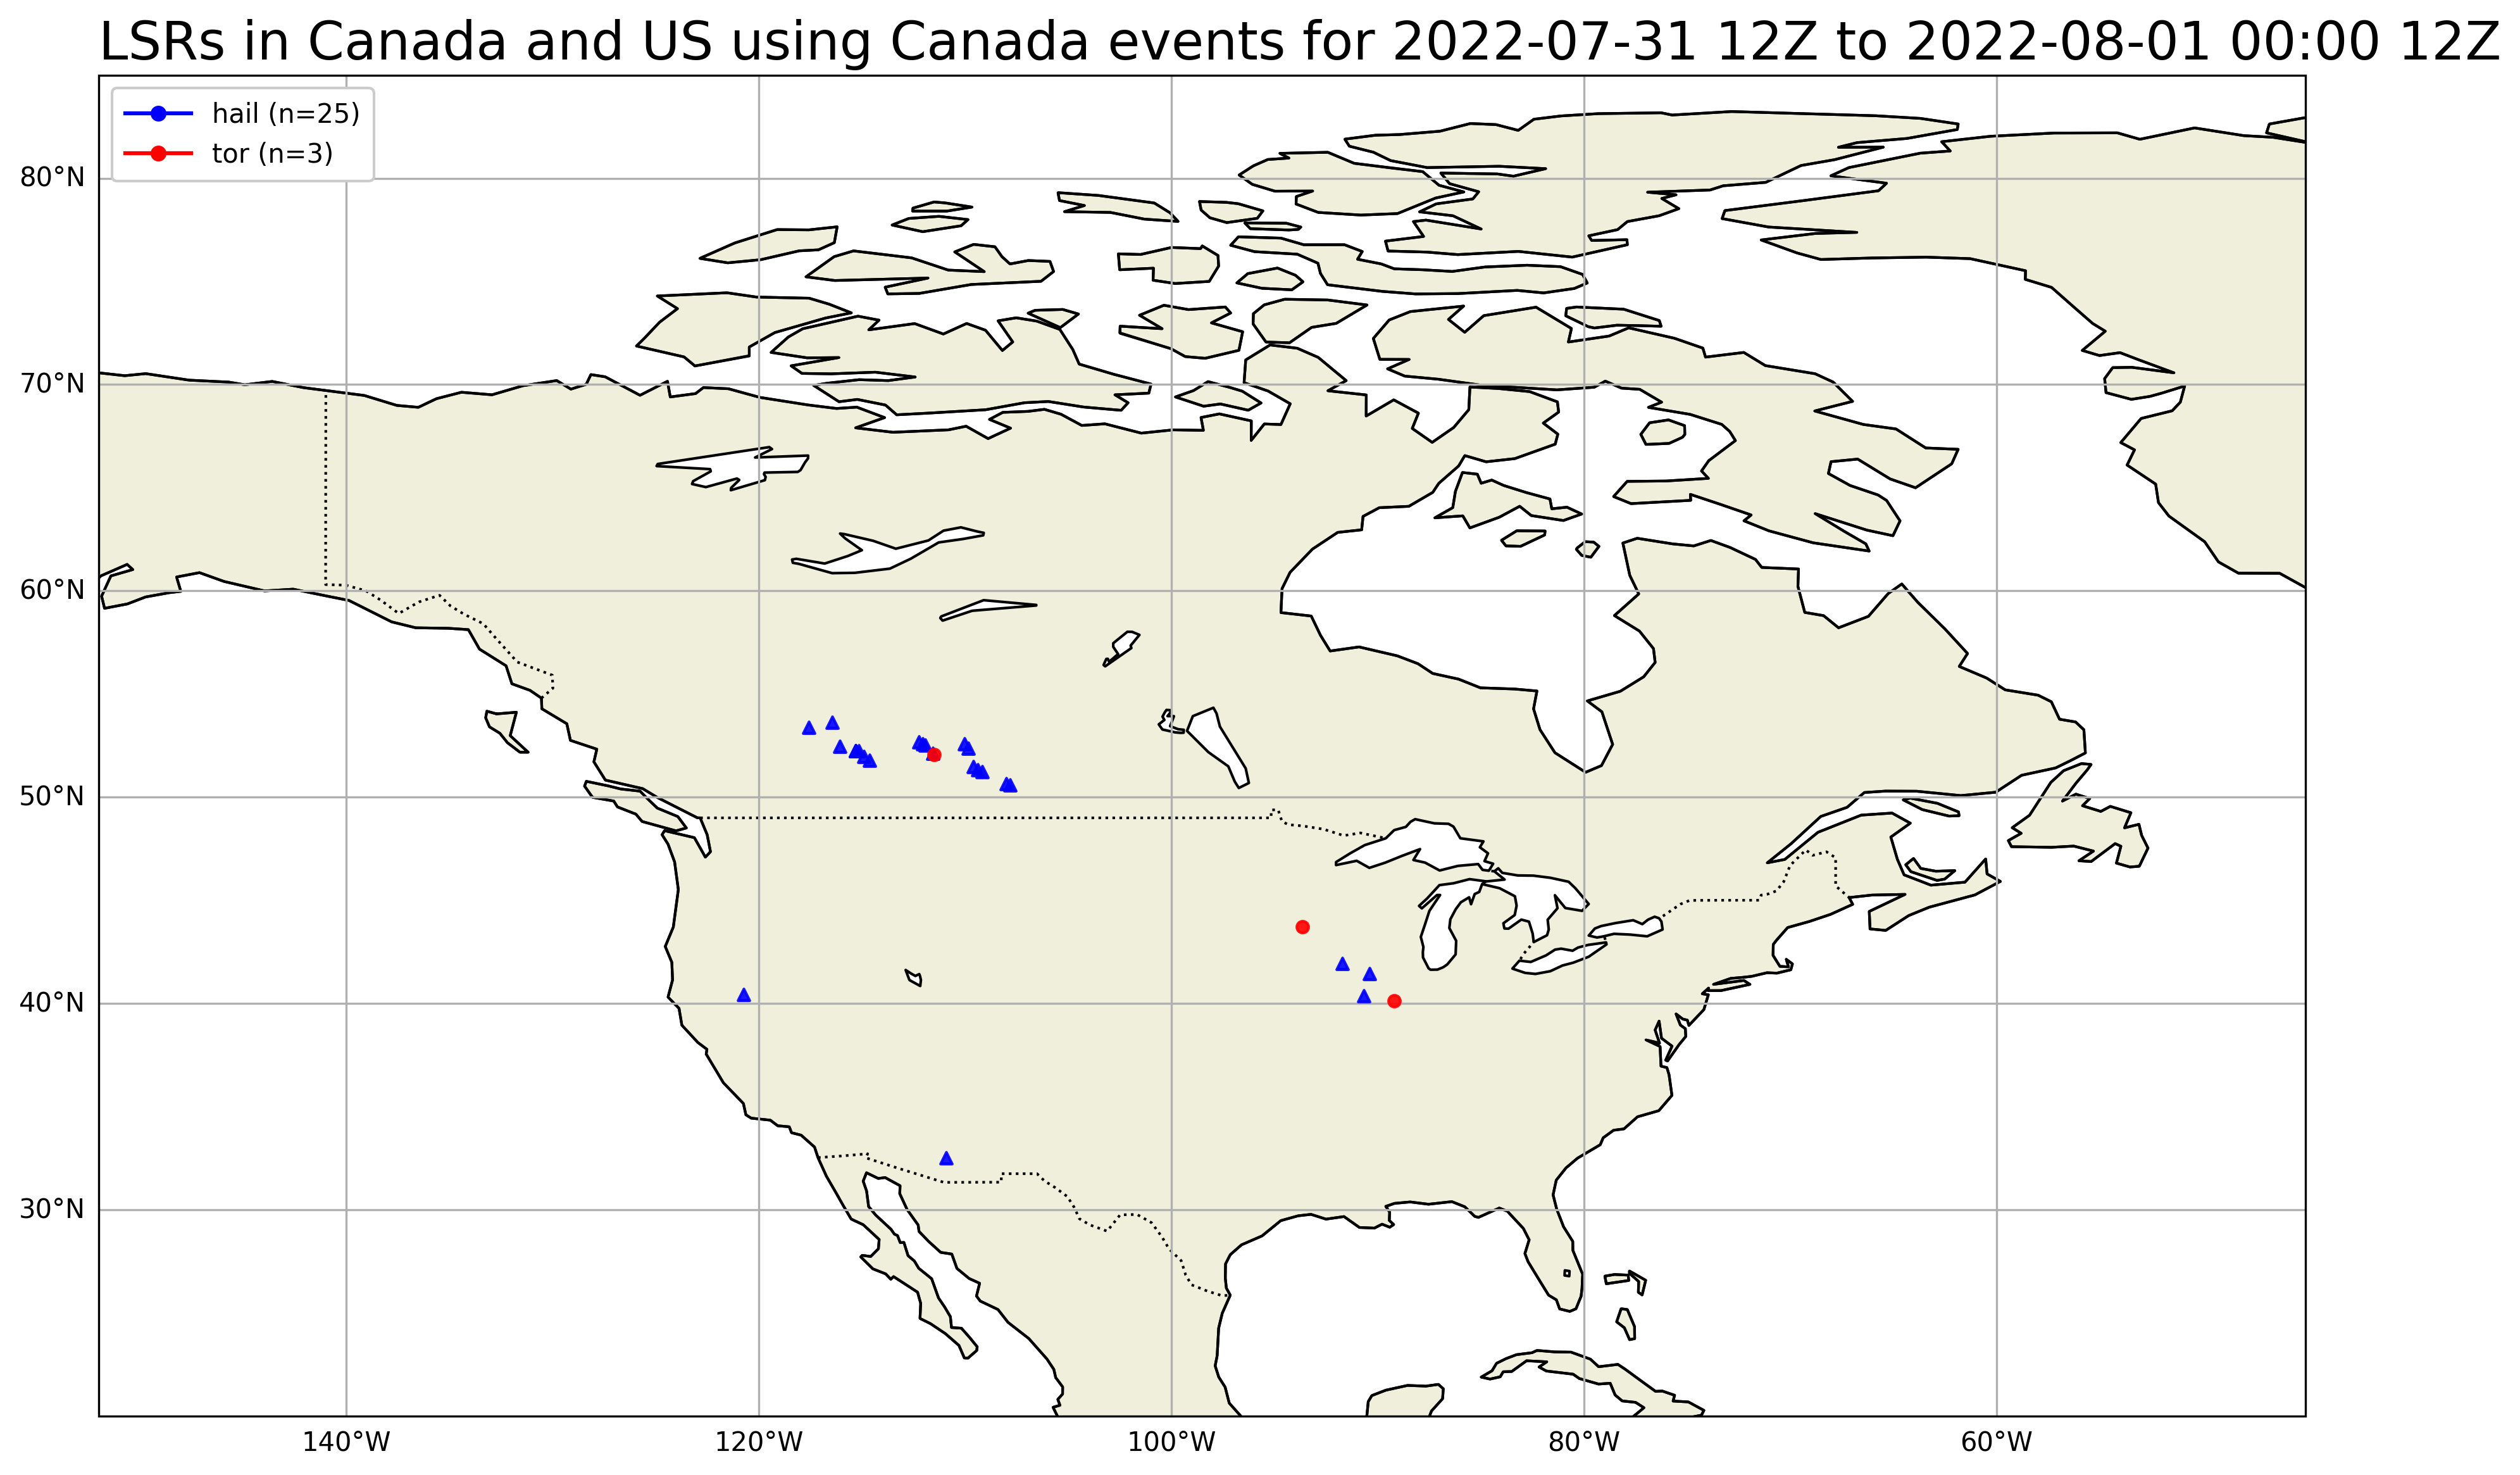 LSRs in Canada and US using Canada events for 2022-07-31 12Z to 2022-08-01 00:00 12Z
hail (n=25)
tor (n=3)
80°N
70°N
60°N
50°N
40°N
30°N
140°W
120°W
100°W
80°W
60°W